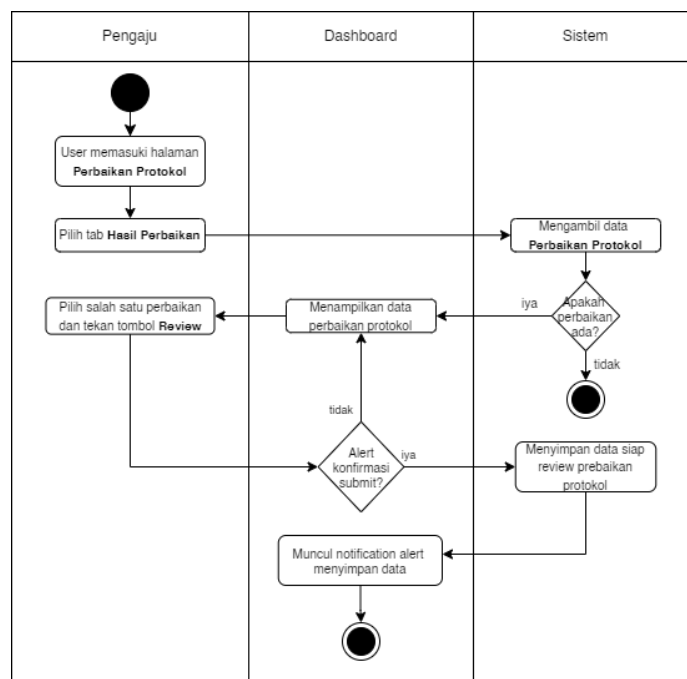 Pengaju
Dashboard
Sistem
User memasuki halaman
Perbaikan Protokol
Pilih tab Hasil Perbaikan
Mengambil data
Perbaikan Protokol
Apakah
perbaikan
ada?
iya
tidak
Menampilkan data
perbaikan protokol
Pilih salah satu perbaikan
dan tekan tombol Review
tidak
Alert
konfirmasi
submit?
iya
Menyimpan data siap
review prebaikan
protokol
Muncul notification alert
menyimpan data